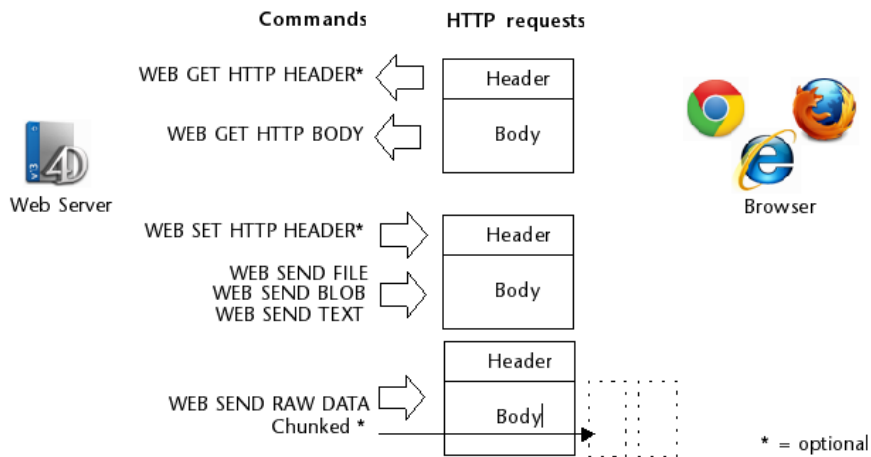 Commands HTTP requests
WEB GET HTTP HEADER* Header
WEB GET HTTP BODY Body
v13 4D
Web Server
Browser
WEB SET HTTP HEADER* Header
WEB SEND FILE
WEB SEND BLOB Body
WEB SEND TEXT
Header
WEB SEND RAW DATA
Body
Chunked *
* = optional